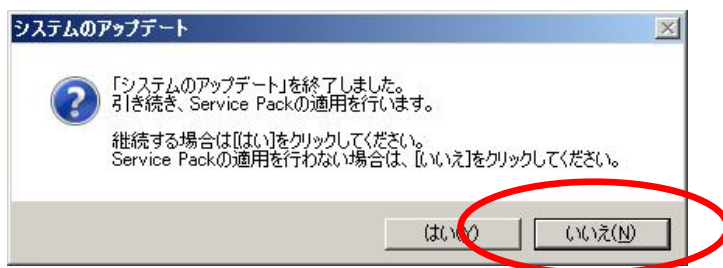 システムのアップデート
「システムのアップデート」を終了しました。
引き続き、Service Packの適用を行います。
継続する場合は[はい]をクリックしてください。
Service Packの適用を行わない場合は、[いいえ]をクリックしてください。
はい(Y)
いいえ(N)